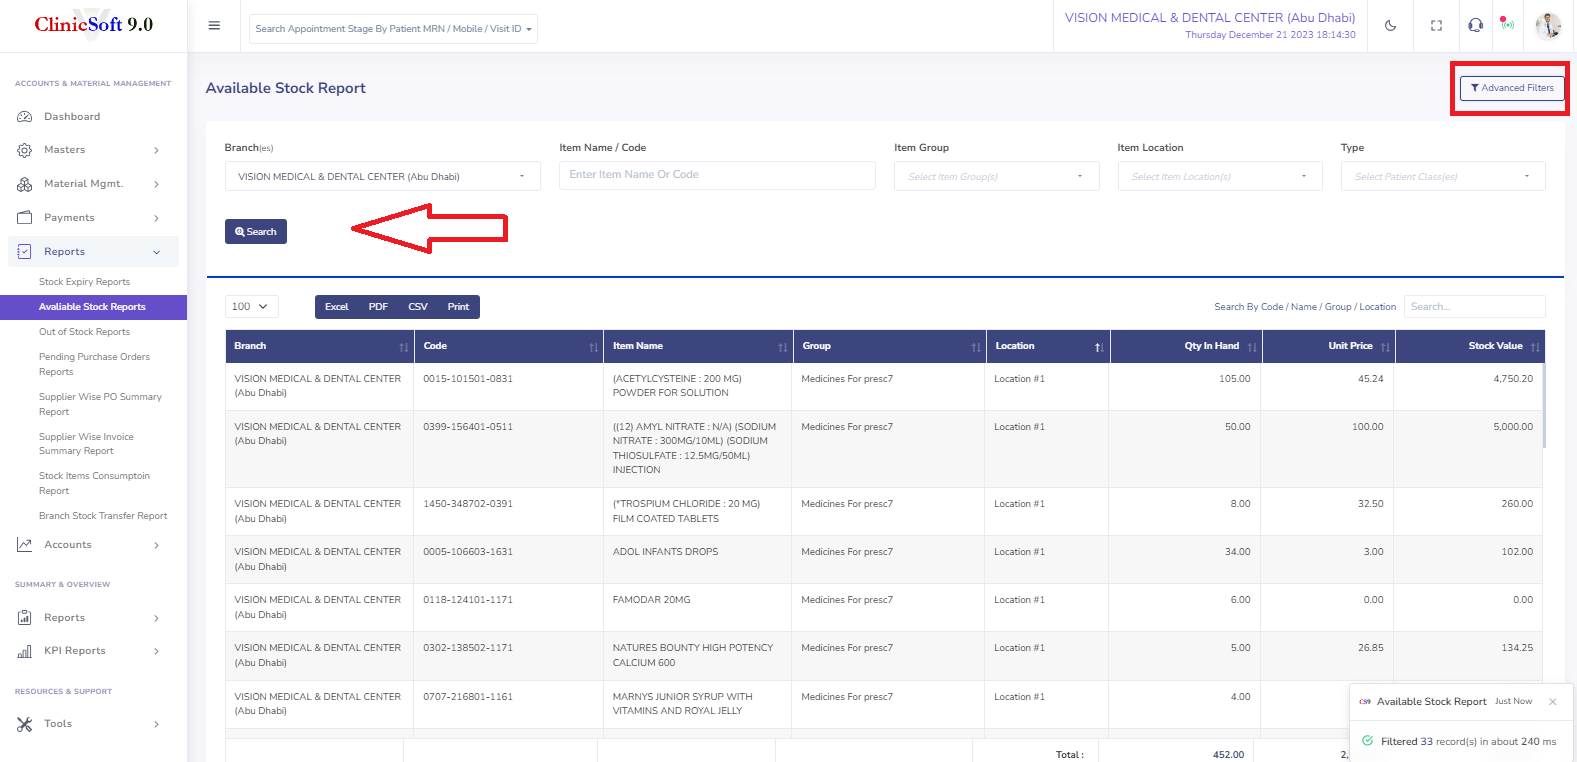 ClinicSoft 9.0
Search Appointment Stage By Patient MRN / Mobile / Visit ID
VISION MEDICAL & DENTAL CENTER (Abu Dhabi)
Thursday December 21 2023 18:14:30
ACCOUNTS & MATERIAL MANAGEMENT
Dashboard
Masters
Material Mgmt.
Payments
Reports
Stock Expiry Reports
Avaliable Stock Reports
Out of Stock Reports
Pending Purchase Orders
Reports
Supplier Wise PO Summary
Report
Supplier Wise Invoice
Summary Report
Stock Items Consumptoin
Report
Branch Stock Transfer Report
Accounts
SUMMARY & OVERVIEW
Reports
KPI Reports
RESOURCES & SUPPORT
Tools
Available Stock Report
Advanced Filters
Branch(es)
VISION MEDICAL & DENTAL CENTER (Abu Dhabi)
Item Name / Code
Enter Item Name Or Code
Item Group
Select Item Group(s)
Item Location
Select Item Location(s)
Type
Select Patient Class(es)
Search
100
Excel PDF CSV Print
Search By Code / Name / Group / Location Search...
Branch Code Item Name Group Location Qty In Hand Unit Price Stock Value
VISION MEDICAL & DENTAL CENTER 0015-101501-0831 (ACETYLCYSTEINE : 200 MG) Medicines For presc7 Location #1 105.00 45.24 4,750.20
(Abu Dhabi) POWDER FOR SOLUTION
VISION MEDICAL & DENTAL CENTER 0399-156401-0511 ((12) AMYL NITRATE : N/A) (SODIUM Medicines For presc7 Location #1 50.00 100.00 5,000.00
(Abu Dhabi) NITRATE : 300MG/10ML) (SODIUM
THIOSULFATE : 12.5MG/50ML)
INJECTION
VISION MEDICAL & DENTAL CENTER 1450-348702-0391 (*TROSPIUM CHLORIDE : 20 MG) Medicines For presc7 Location #1 8.00 32.50 260.00
(Abu Dhabi) FILM COATED TABLETS
VISION MEDICAL & DENTAL CENTER 0005-106603-1631 ADOL INFANTS DROPS Medicines For presc7 Location #1 34.00 3.00 102.00
(Abu Dhabi)
VISION MEDICAL & DENTAL CENTER 0118-124101-1171 FAMODAR 20MG Medicines For presc7 Location #1 6.00 0.00 0.00
(Abu Dhabi)
VISION MEDICAL & DENTAL CENTER 0302-138502-1171 NATURES BOUNTY HIGH POTENCY Medicines For presc7 Location #1 5.00 26.85 134.25
(Abu Dhabi) CALCIUM 600
VISION MEDICAL & DENTAL CENTER 0707-216801-1161 MARNYS JUNIOR SYRUP WITH Medicines For presc7 Location #1 4.00
(Abu Dhabi) VITAMINS AND ROYAL JELLY
Total : 452.00 2,
CS9 Available Stock Report Just Now
Filtered 33 record(s) in about 240 ms